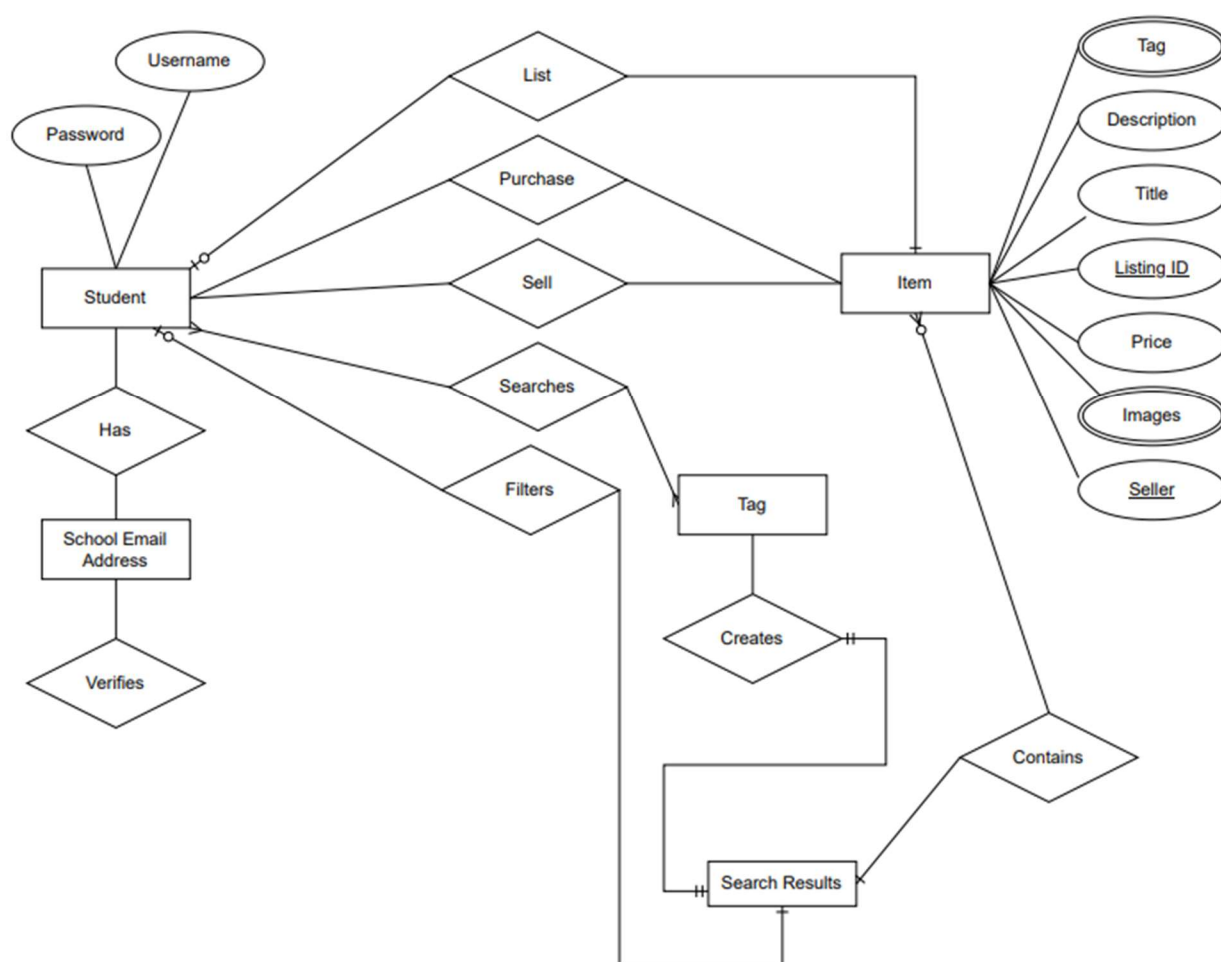 Username
Password
List
Purchase
Sell
Searches
Filters
Student
Has
School Email
Address
Verifies
Item
Tag
Description
Title
Listing ID
Price
Images
Seller
Tag
Creates
Contains
Search Results